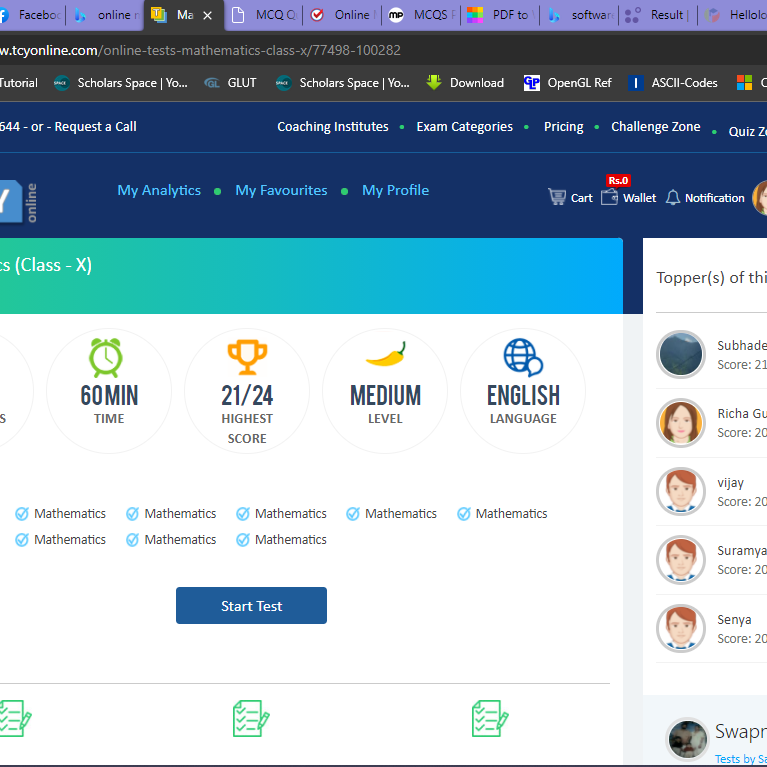 Facebo online r Ma MCQ Q Online MCQS F PDF to softwar Result | Hellolo
w.tcyonline.com/online-tests-mathematics-class-x/77498-100282
Tutorial Scholars Space | Yo... GLUT Scholars Space | Yo... Download OpenGL Ref ASCII-Codes C
644 - or - Request a Call Coaching Institutes Exam Categories Pricing Challenge Zone Quiz Zo
Y online My Analytics My Favourites My Profile Rs.0 Cart Wallet Notification
cs (Class - X)
Topper(s) of thi
60 MIN
TIME
21/24
HIGHEST
SCORE
MEDIUM
LEVEL
ENGLISH
LANGUAGE
S
Mathematics Mathematics Mathematics Mathematics Mathematics
Mathematics Mathematics Mathematics
Start Test
Subhade
Score: 21
Richa Gu
Score: 20
vijay
Score: 20
Suramya
Score: 20
Senya
Score: 20
Swapn
Tests by Sa